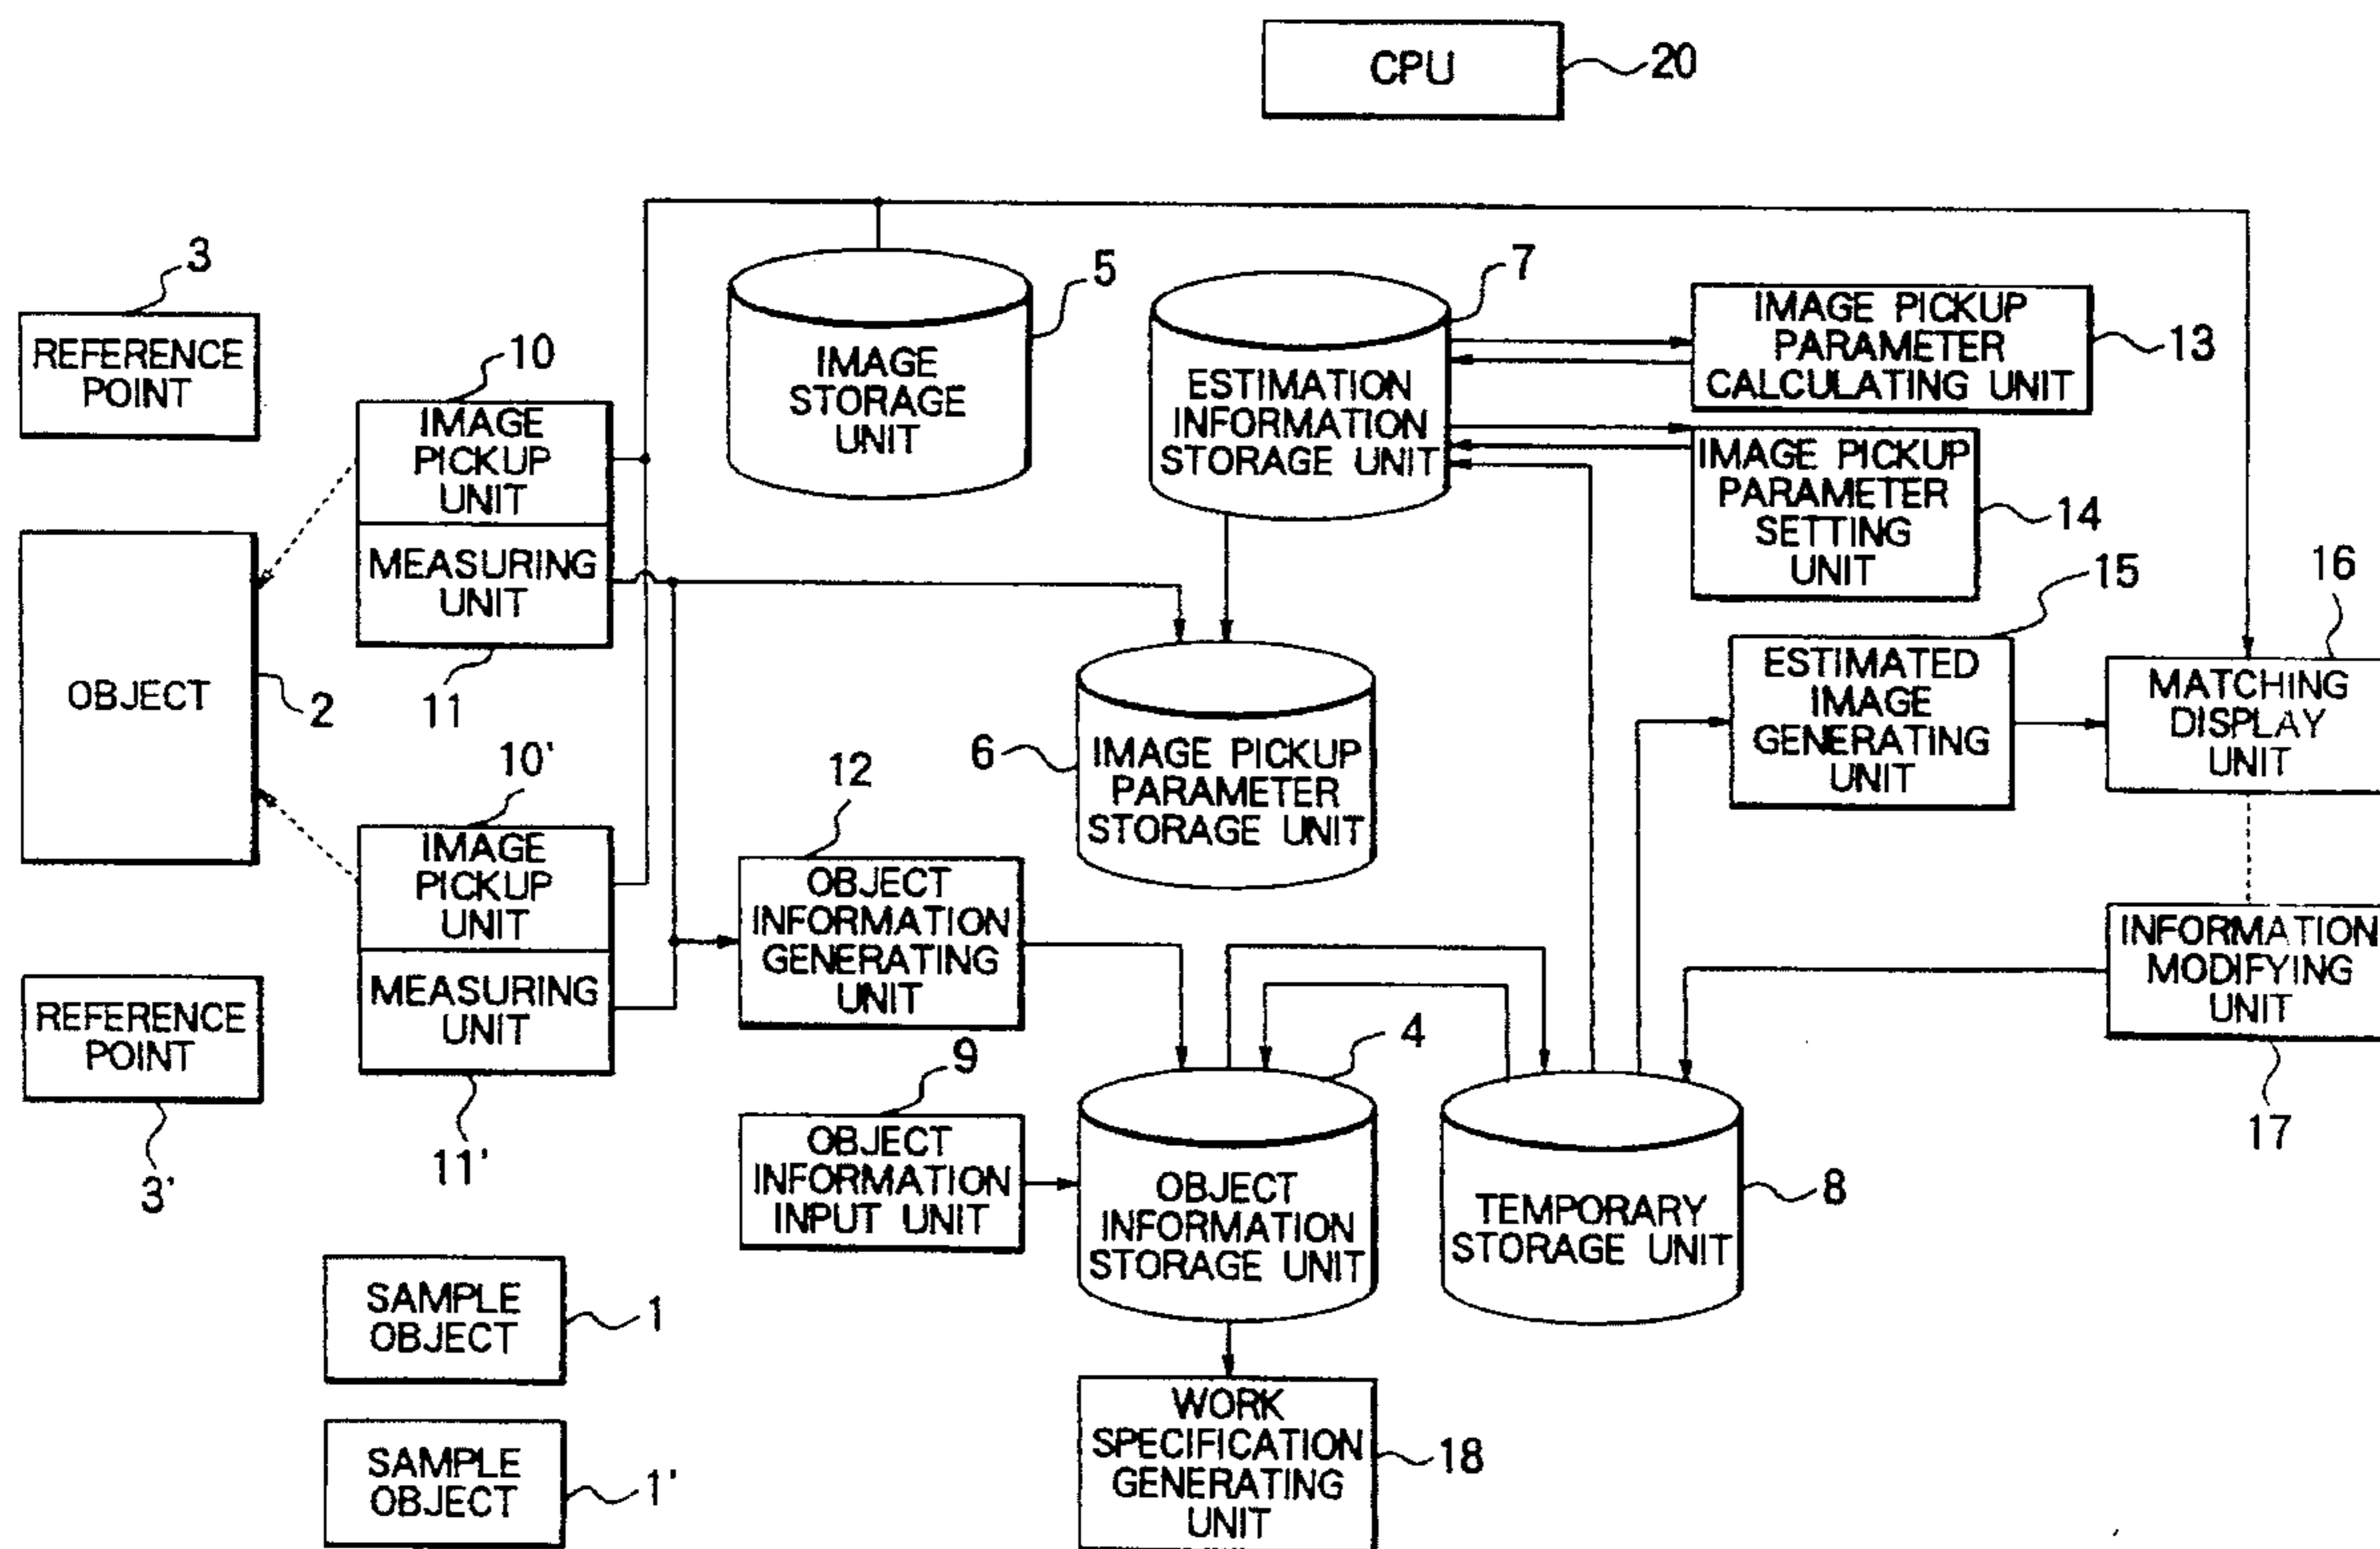 CPU
20
3
REFERENCE
POINT
10
IMAGE
PICKUP
UNIT
MEASURING
UNIT
11
OBJECT
2
10'
IMAGE
PICKUP
UNIT
MEASURING
UNIT
11'
REFERENCE
POINT
3'
SAMPLE
OBJECT
1
SAMPLE
OBJECT
1'
5
IMAGE
STORAGE
UNIT
7
ESTIMATION
INFORMATION
STORAGE UNIT
IMAGE PICKUP
PARAMETER
CALCULATING UNIT
13
IMAGE PICKUP
PARAMETER
SETTING
UNIT
14
6
IMAGE PICKUP
PARAMETER
STORAGE UNIT
15
ESTIMATED
IMAGE
GENERATING
UNIT
16
MATCHING
DISPLAY
UNIT
12
OBJECT
INFORMATION
GENERATING
UNIT
INFORMATION
MODIFYING
UNIT
17
9
OBJECT
INFORMATION
INPUT UNIT
4
OBJECT
INFORMATION
STORAGE UNIT
8
TEMPORARY
STORAGE UNIT
WORK
SPECIFICATION
GENERATING
UNIT
18